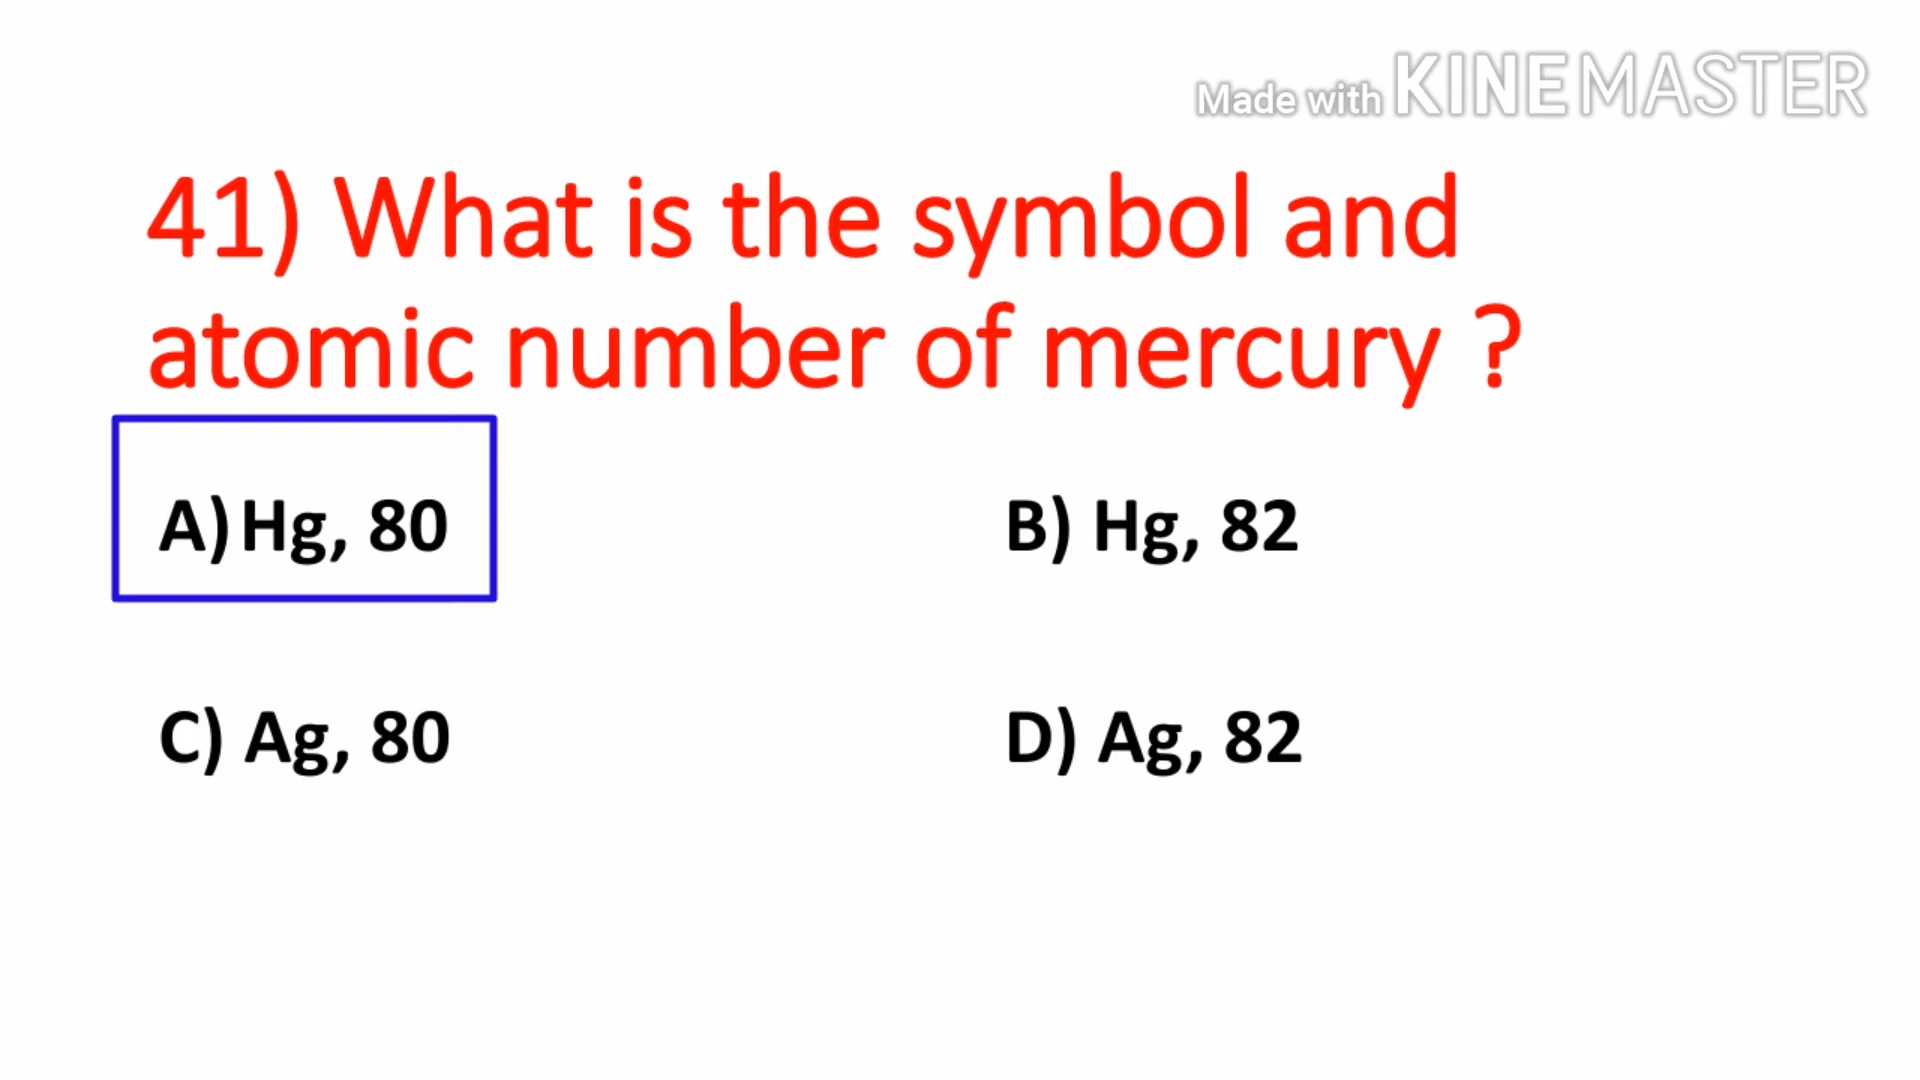 Made with KINEMASTER
41) What is the symbol and
atomic number of mercury ?
A) Hg, 80
B) Hg, 82
C) Ag, 80
D) Ag, 82